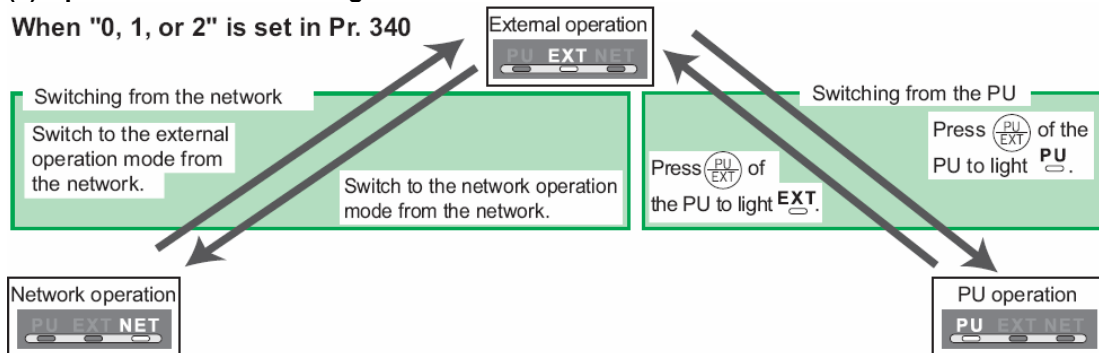 When "0, 1, or 2" is set in Pr. 340
External operation
PU EXT NET
Switching from the network
Switch to the external
operation mode from
the network.
Switch to the network operation
mode from the network.
Switching from the PU
Press PU/EXT of the
PU to light PU.
Press PU/EXT of
the PU to light EXT.
Network operation
PU EXT NET
PU operation
PU EXT NET